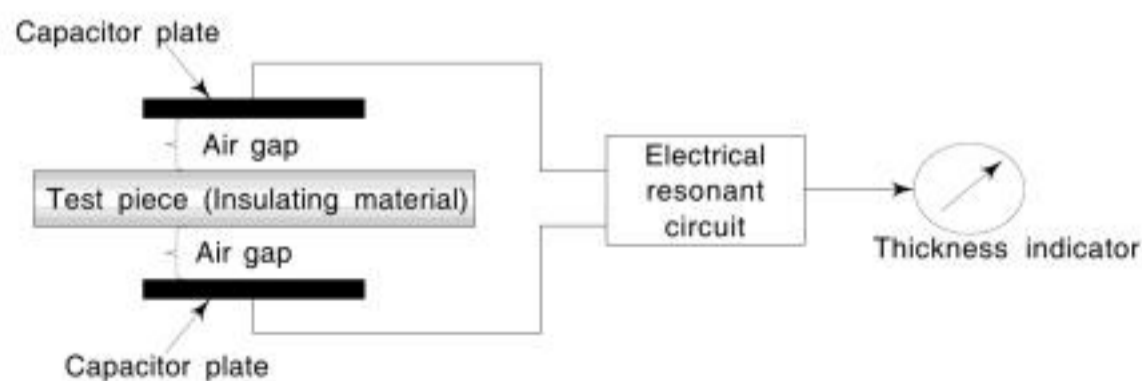 Capacitor plate
Air gap
Test piece (Insulating material)
Air gap
Capacitor plate
Electrical
resonant
circuit
Thickness indicator